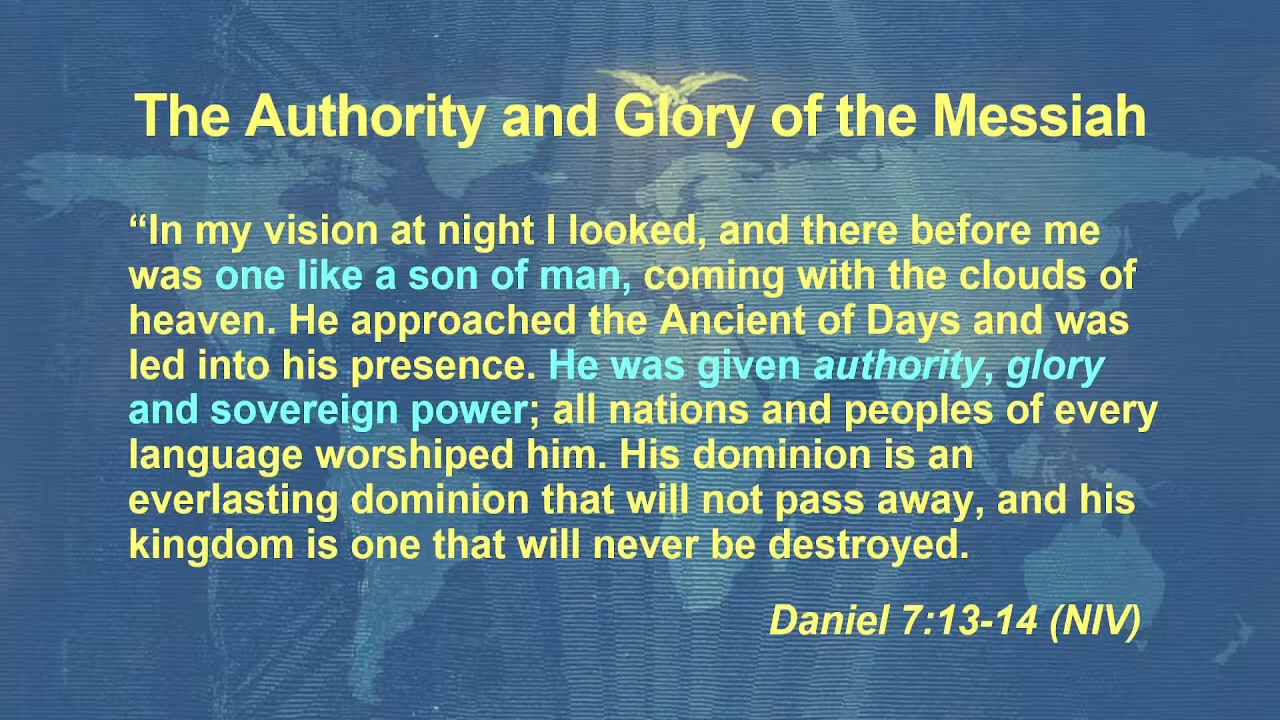 The Authority and Glory of the Messiah
“In my vision at night I looked, and there before me
was one like a son of man, coming with the clouds of
heaven. He approached the Ancient of Days and was
led into his presence. He was given authority, glory
and sovereign power; all nations and peoples of every
language worshiped him. His dominion is an
everlasting dominion that will not pass away, and his
kingdom is one that will never be destroyed.
Daniel 7:13-14 (NIV)